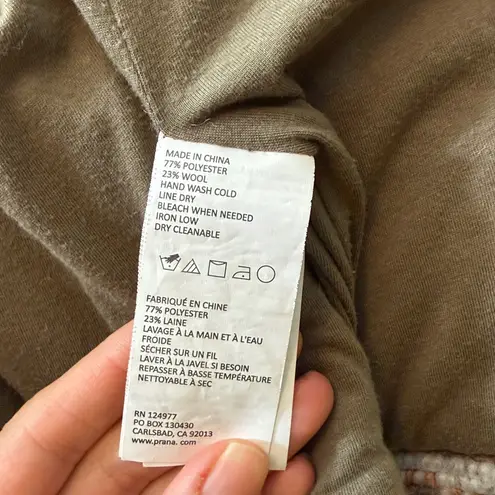 MADE IN CHINA
77% POLYESTER
23% WOOL
HAND WASH COLD
LINE DRY
BLEACH WHEN NEEDED
IRON LOW
DRY CLEANABLE
FABRIQUÉ EN CHINE
77% POLYESTER
23% LAINE
LAVAGE À LA MAIN ET À L'EAU
FROIDE
SÉCHER SUR UN FIL
LAVER À LA JAVEL SI BESOIN
REPASSER À BASSE TEMPÉRATURE
NETTOYABLE À SEC
RN 124977
PO BOX 130430
CARLSBAD, CA 92013
www.prana.com